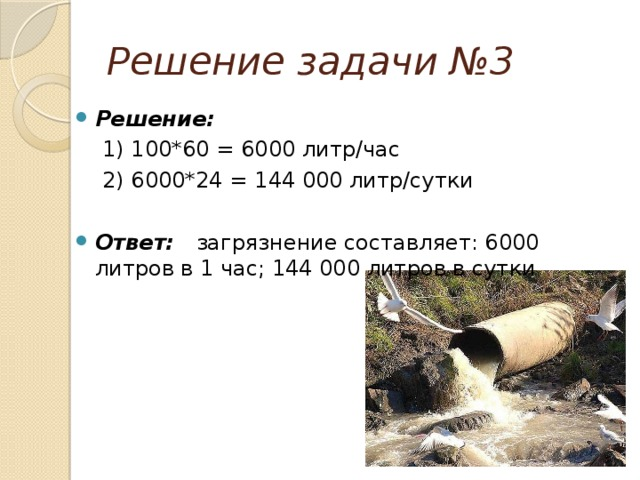 Решение задачи №3
Решение:
1) 100*60 = 6000 литр/час
2) 6000*24 = 144 000 литр/сутки
Ответ: загрязнение составляет: 6000
литров в 1 час; 144 000 литров в сутки